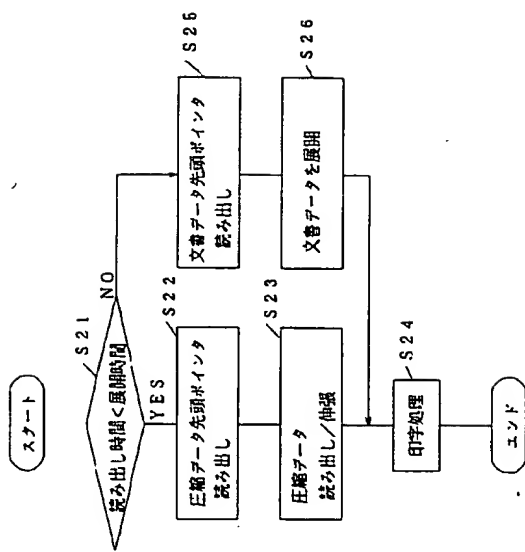 スタート
S21
読み出し時間<展開時間
NO
YES
S22
圧縮データ先頭ポインタ
読み出し
S23
圧縮データ
読み出し/伸張
S25
文書データ先頭ポインタ
読み出し
S26
文書データを展開
S24
印字処理
エンド